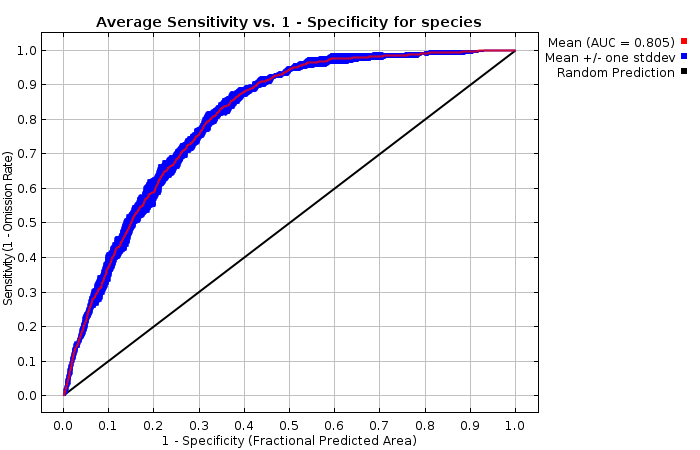 Average Sensitivity vs. 1 - Specificity for species
Mean (AUC = 0.805)
Mean +/- one stddev
Random Prediction
Sensitivity (1 - Omission Rate)
1.0
0.9
0.8
0.7
0.6
0.5
0.4
0.3
0.2
0.1
0.0
0.0 0.1 0.2 0.3 0.4 0.5 0.6 0.7 0.8 0.9 1.0
1 - Specificity (Fractional Predicted Area)